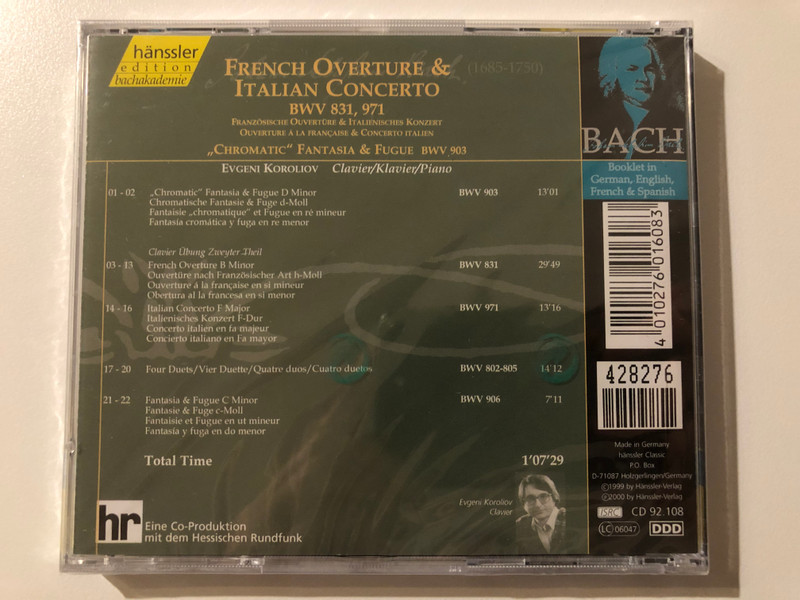 hänssler
edition
bachakademie
FRENCH OVERTURE & (1685-1750)
ITALIAN CONCERTO
BWV 831, 971
FRANZÖSISCHE OUVERTÜRE & ITALIENISCHES KONZERT
OUVERTURE À LA FRANÇAISE & CONCERTO ITALIEN
„CHROMATIC“ FANTASIA & FUGUE BWV 903
EVGENI KOROLIOV Clavier/Klavier/Piano
BACH
Booklet in
German, English,
French & Spanish
01 - 02 „Chromatic“ Fantasia & Fugue D Minor BWV 903 13'01
Chromatische Fantasie & Fuge d-Moll
Fantaisie „chromatique“ et Fugue en ré mineur
Fantasía cromática y fuga en re menor
Clavier Übung Zweyter Theil
03 - 13 French Overture B Minor BWV 831 29'49
Ouvertüre nach Französischer Art h-Moll
Ouverture á la française en si mineur
Obertura al la francesa en si menor
14 - 16 Italian Concerto F Major BWV 971 13'16
Italienisches Konzert F-Dur
Concerto italien en fa majeur
Concierto italiano en Fa mayor
17 - 20 Four Duets/Vier Duette/Quatre duos/Cuatro duetos BWV 802-805 14'12
21 - 22 Fantasia & Fugue C Minor BWV 906 7'11
Fantasie & Fuge c-Moll
Fantaisie et Fugue en ut mineur
Fantasía y fuga en do menor
Total Time 1'07'29
4 010276 016083
428276
Made in Germany
hänssler Classic
P.O. Box
D-71087 Holzgerlingen/Germany
©1999 by Hänssler-Verlag
℗2000 by Hänssler-Verlag
ISRC CD 92.108
LC 06047 DDD
Evgeni Koroliov
Clavier
hr
Eine Co-Produktion
mit dem Hessischen Rundfunk